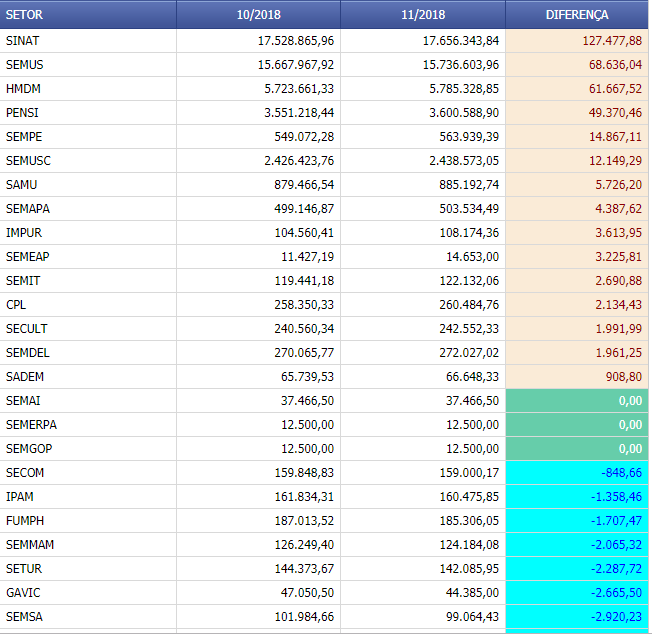 SETOR 10/2018 11/2018 DIFERENÇA
SINAT 17.528.865,96 17.656.343,84 127.477,88
SEMUS 15.667.967,92 15.736.603,96 68.636,04
HMDM 5.723.661,33 5.785.328,85 61.667,52
PENSI 3.551.218,44 3.600.588,90 49.370,46
SEMPE 549.072,28 563.939,39 14.867,11
SEMUSC 2.426.423,76 2.438.573,05 12.149,29
SAMU 879.466,54 885.192,74 5.726,20
SEMAPA 499.146,87 503.534,49 4.387,62
IMPUR 104.560,41 108.174,36 3.613,95
SEMEAP 11.427,19 14.653,00 3.225,81
SEMIT 119.441,18 122.132,06 2.690,88
CPL 258.350,33 260.484,76 2.134,43
SECULT 240.560,34 242.552,33 1.991,99
SEMDEL 270.065,77 272.027,02 1.961,25
SADEM 65.739,53 66.648,33 908,80
SEMAI 37.466,50 37.466,50 0,00
SEMERPA 12.500,00 12.500,00 0,00
SEMGOP 12.500,00 12.500,00 0,00
SECOM 159.848,83 159.000,17 -848,66
IPAM 161.834,31 160.475,85 -1.358,46
FUMPH 187.013,52 185.306,05 -1.707,47
SEMMAM 126.249,40 124.184,08 -2.065,32
SETUR 144.373,67 142.085,95 -2.287,72
GAVIC 47.050,50 44.385,00 -2.665,50
SEMSA 101.984,66 99.064,43 -2.920,23